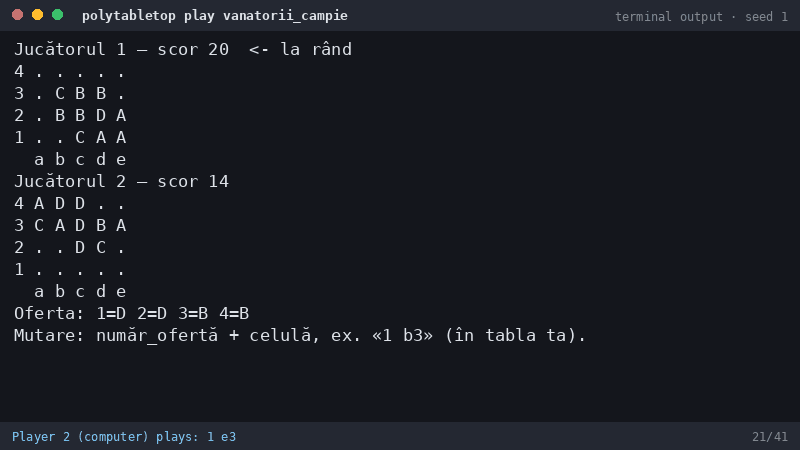 polytabletop play vanatorii_campie
terminal output · seed 1
Jucătorul 1 — scor 20  <- la rând
4 . . . . .
3 . C B B .
2 . B B D A
1 . . C A A
  a b c d e
Jucătorul 2 — scor 14
4 A D D . .
3 C A D B A
2 . . D C .
1 . . . . .
  a b c d e
Oferta: 1=D 2=D 3=B 4=B
Mutare: număr_ofertă + celulă, ex. «1 b3» (în tabla ta).
Player 2 (computer) plays: 1 e3
21/41